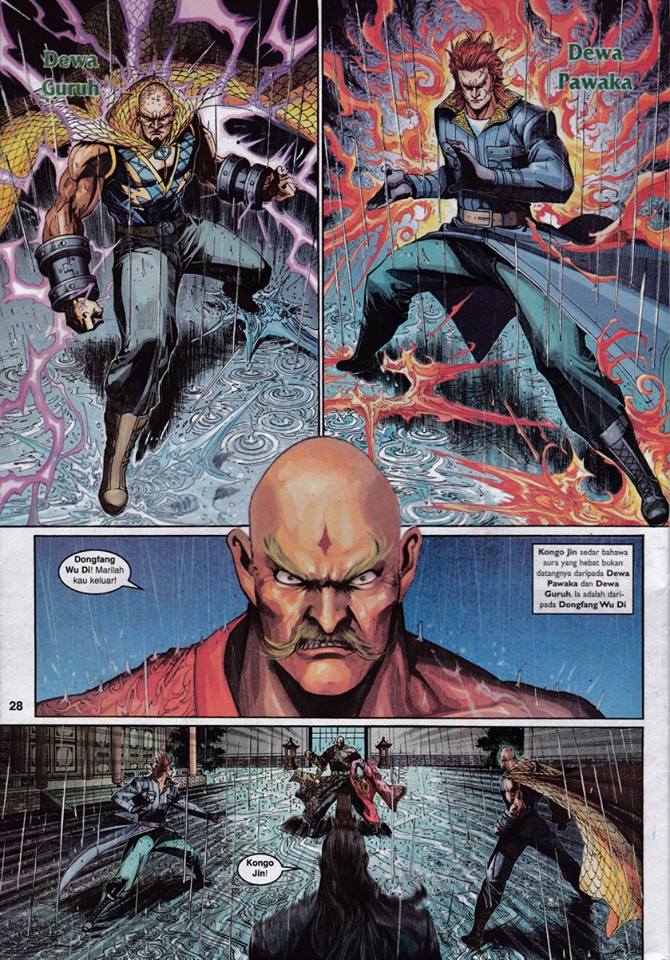 Dewa
Guruh
Dewa
Pawaka
Dongfang
Wu Di! Marilah
kau keluar!
Kongo Jin sedar bahawa
aura yang hebat bukan
datangnya daripada Dewa
Pawaka dan Dewa
Guruh. Ia adalah dari-
pada Dongfang Wu Di
28
Kongo
Jin!